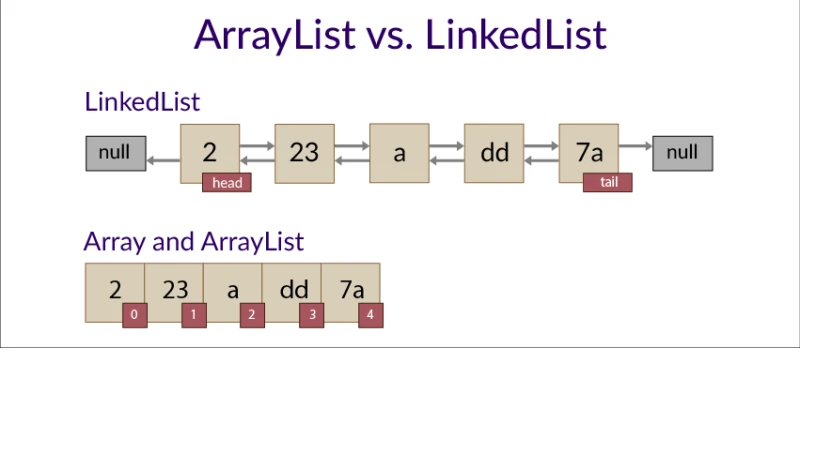 ArrayList vs. LinkedList
LinkedList
null 2 23 a dd 7a null
head tail
Array and ArrayList
2 23 a dd 7a
0 1 2 3 4